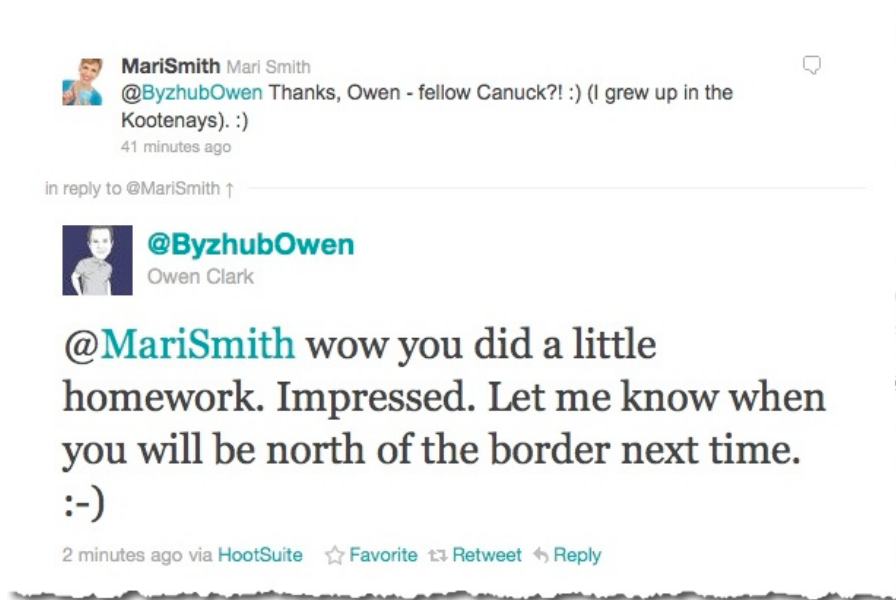 MariSmith Mari Smith
@ByzhubOwen Thanks, Owen - fellow Canuck?! :) (I grew up in the
Kootenays). :)
41 minutes ago
in reply to @MariSmith ↑
@ByzhubOwen
Owen Clark
@MariSmith wow you did a little
homework. Impressed. Let me know when
you will be north of the border next time.
:-)
2 minutes ago via HootSuite Favorite Retweet Reply